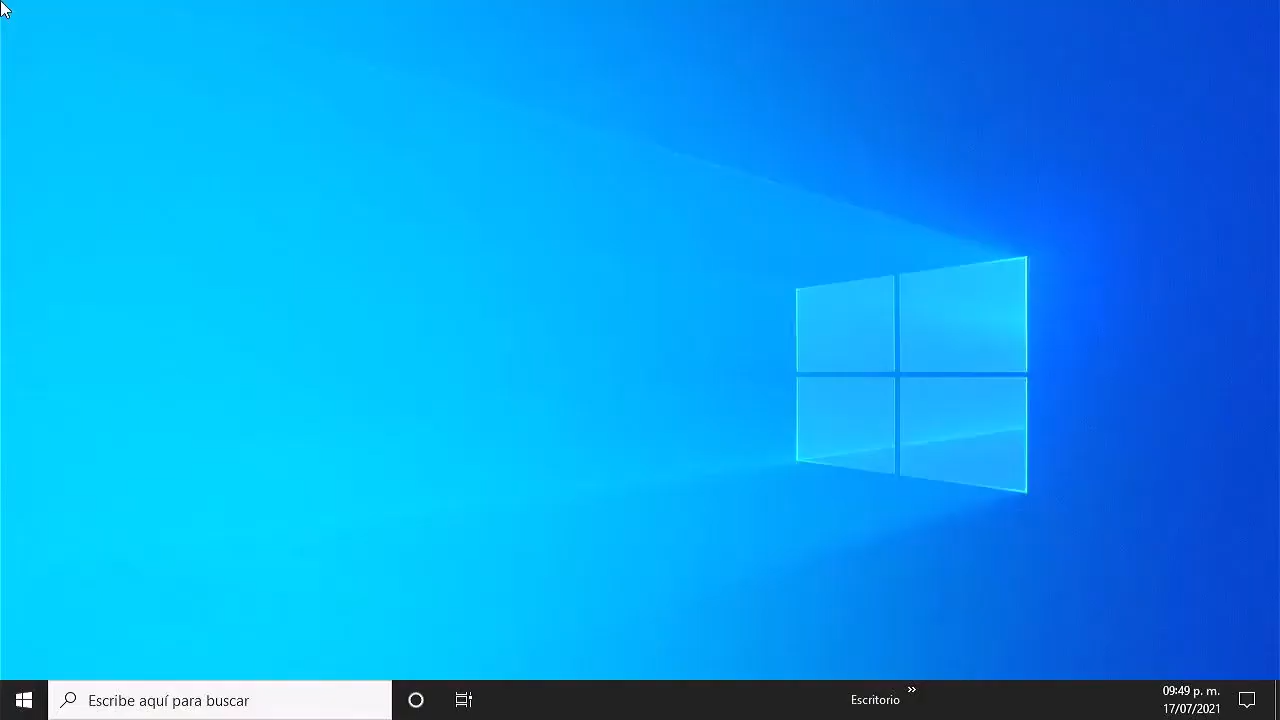 Escribe aquí para buscar
Escritorio
»
09:49 p. m.
17/07/2021